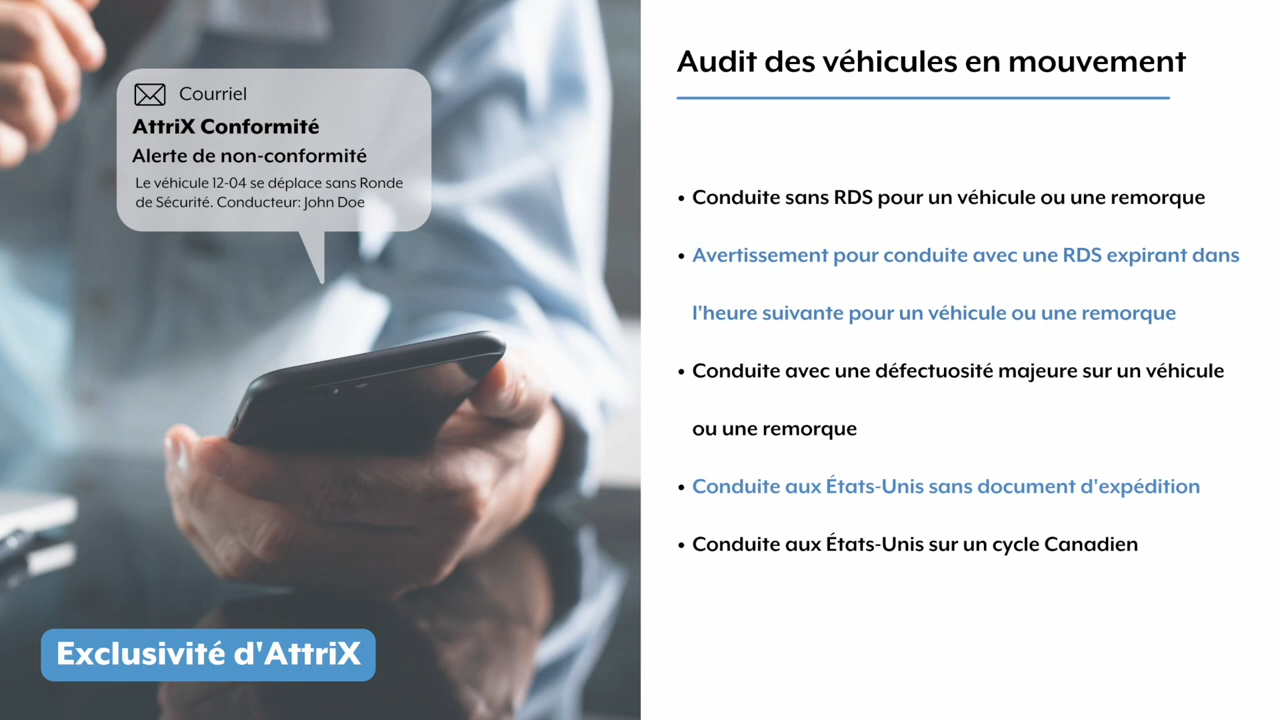 Courriel
AttriX Conformité
Alerte de non-conformité
Le véhicule 12-04 se déplace sans Ronde
de Sécurité. Conducteur: John Doe
Exclusivité d'AttriX
Audit des véhicules en mouvement
• Conduite sans RDS pour un véhicule ou une remorque
• Avertissement pour conduite avec une RDS expirant dans
l'heure suivante pour un véhicule ou une remorque
• Conduite avec une défectuosité majeure sur un véhicule
ou une remorque
• Conduite aux États-Unis sans document d'expédition
• Conduite aux États-Unis sur un cycle Canadien